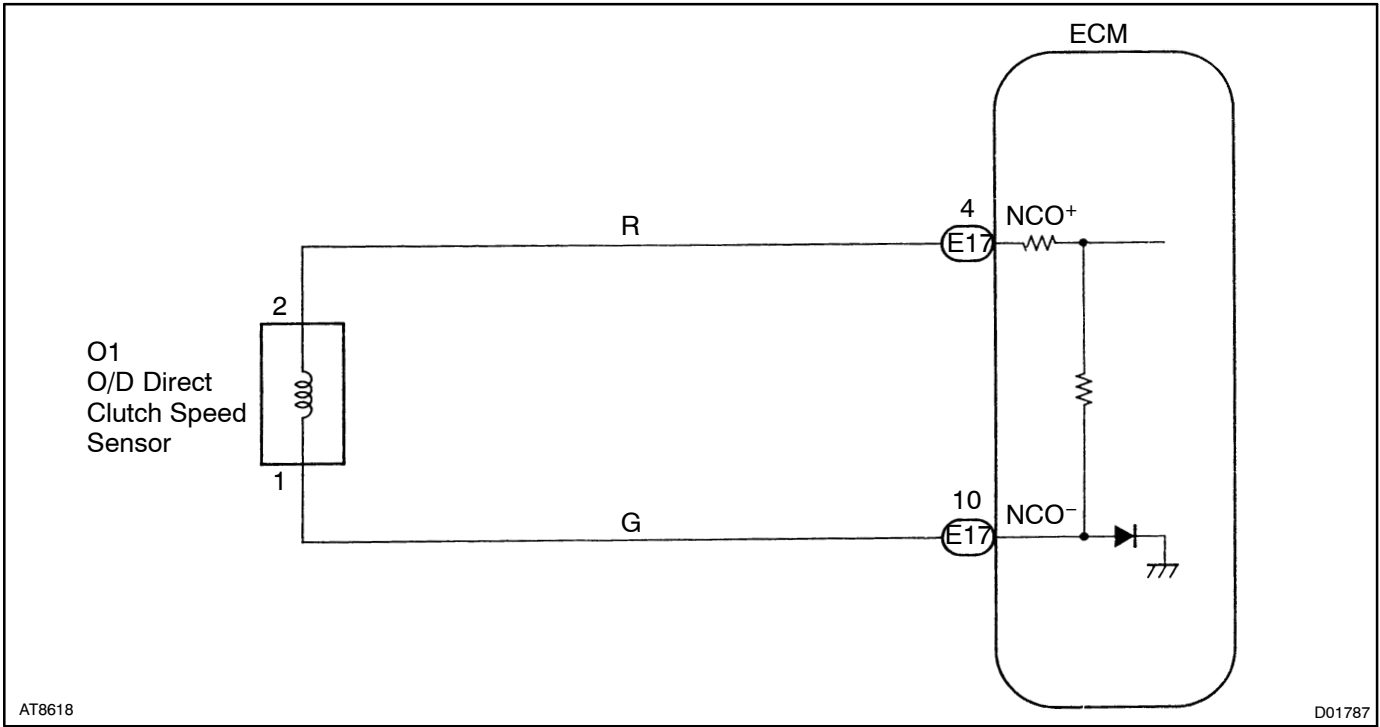 ECM
4
NCO+
R
E17
2
O1
O/D Direct
Clutch Speed
Sensor
1
10
NCO−
G
E17
AT8618
D01787